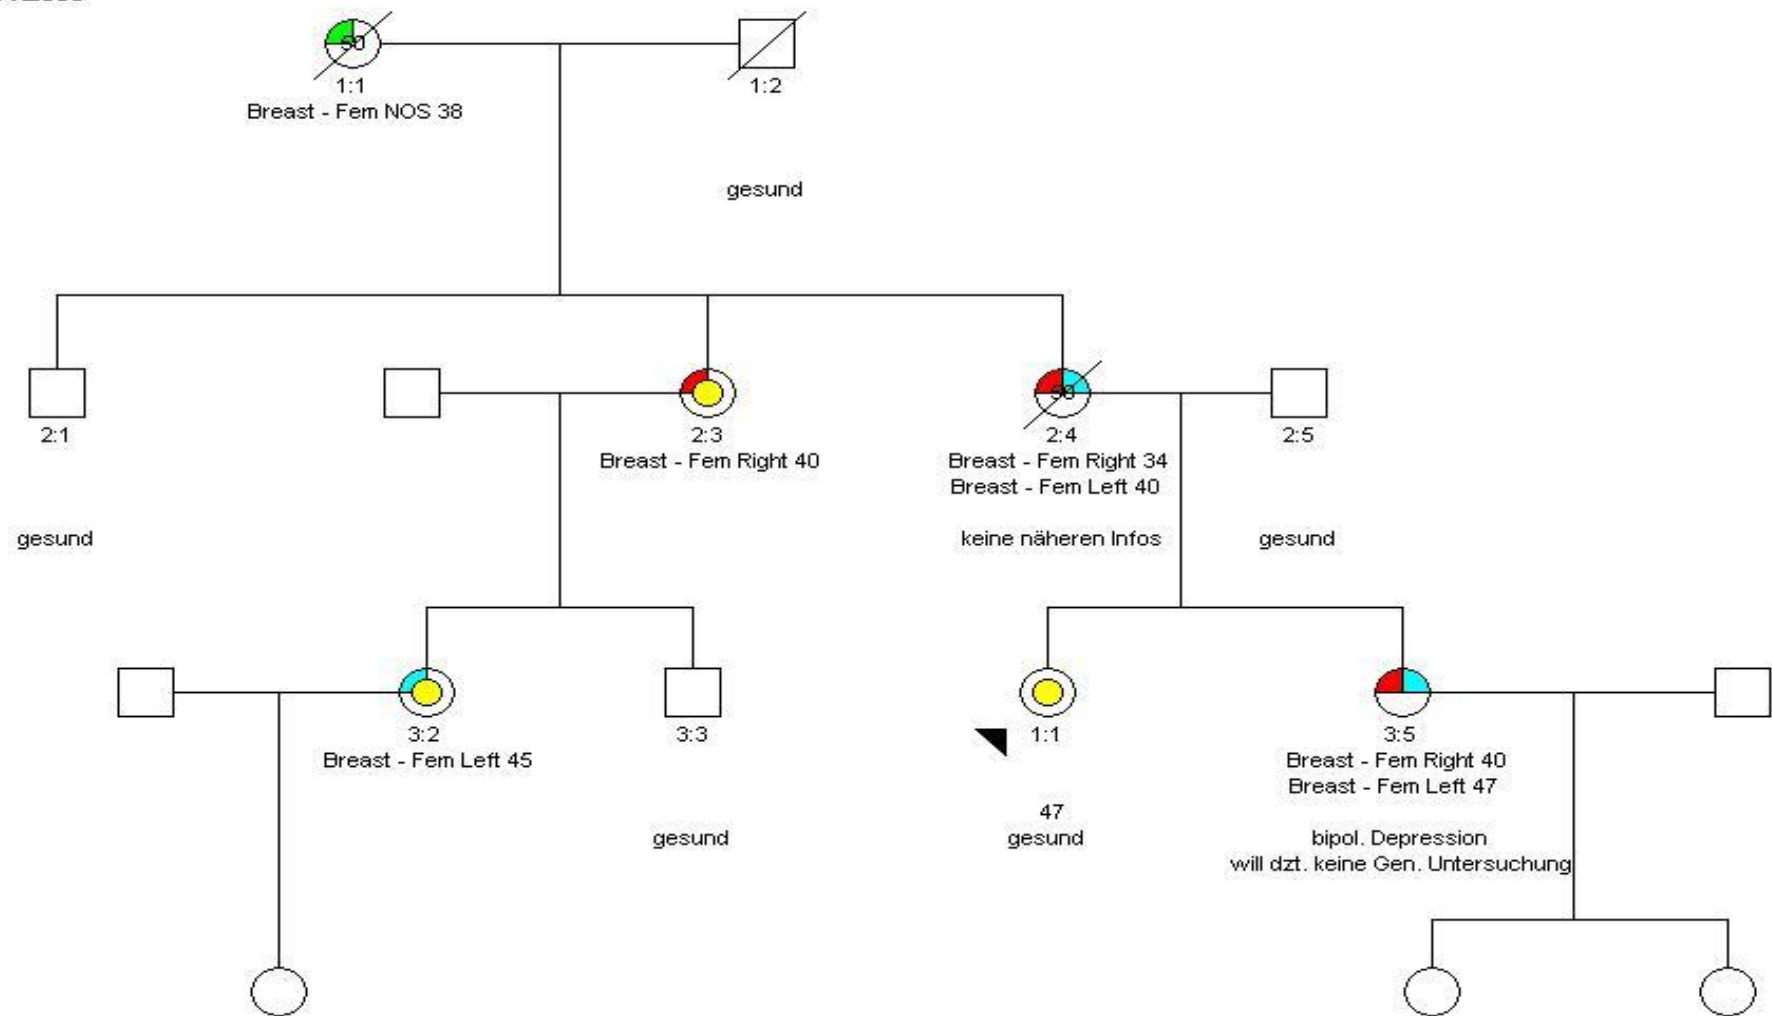 50
1:1
1:2
Breast - Fem NOS 38
gesund
50
2:1
2:3
2:4
2:5
Breast - Fem Right 40
Breast - Fem Right 34
Breast - Fem Left 40
gesund
keine näheren Infos
gesund
3:2
3:3
1:1
3:5
Breast - Fem Left 45
Breast - Fem Right 40
Breast - Fem Left 47
47
gesund
gesund
bipol. Depression
will dzt. keine Gen. Untersuchung